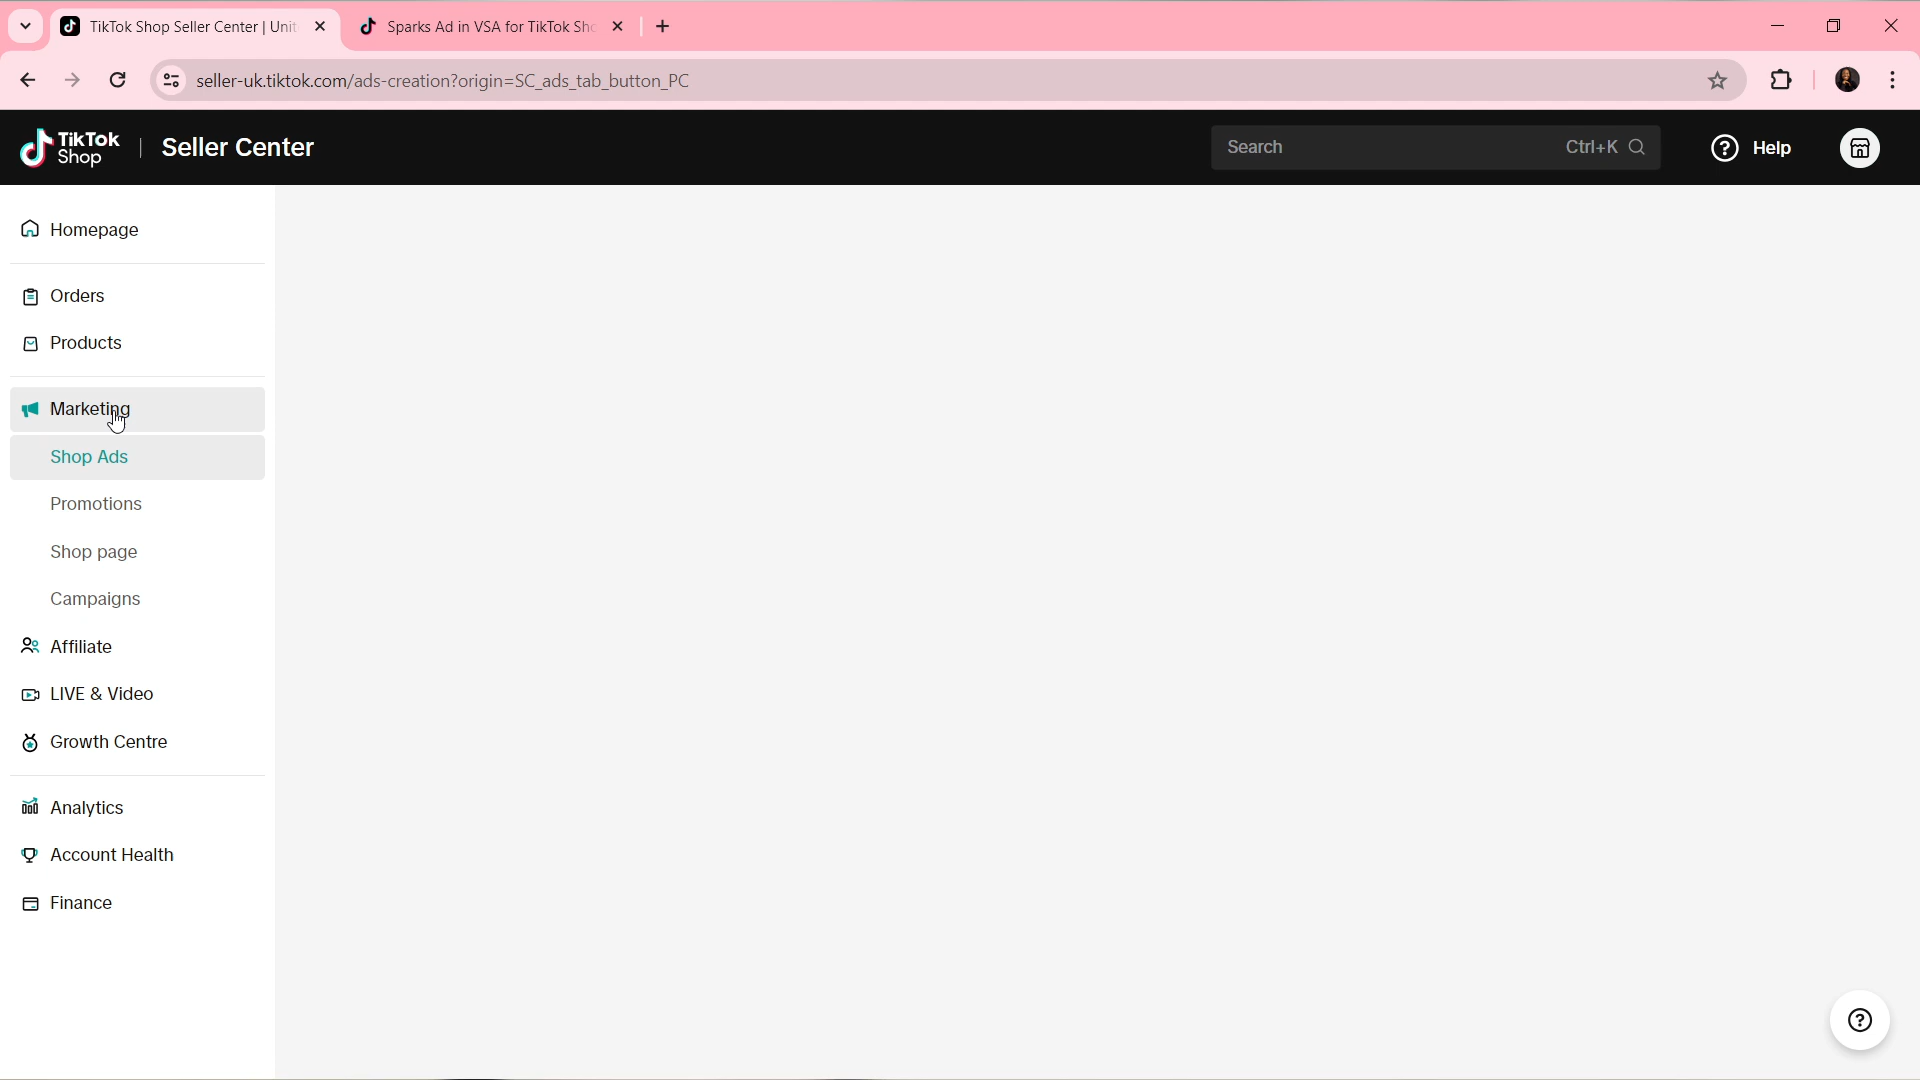 TikTok Shop Seller Center | Unit
Sparks Ad in VSA for TikTok Sho
seller-uk.tiktok.com/ads-creation?origin=SC_ads_tab_button_PC
TikTok
Shop
Seller Center
Search
Ctrl+K
Help
Homepage
Orders
Products
Marketing
Shop Ads
Promotions
Shop page
Campaigns
Affiliate
LIVE & Video
Growth Centre
Analytics
Account Health
Finance